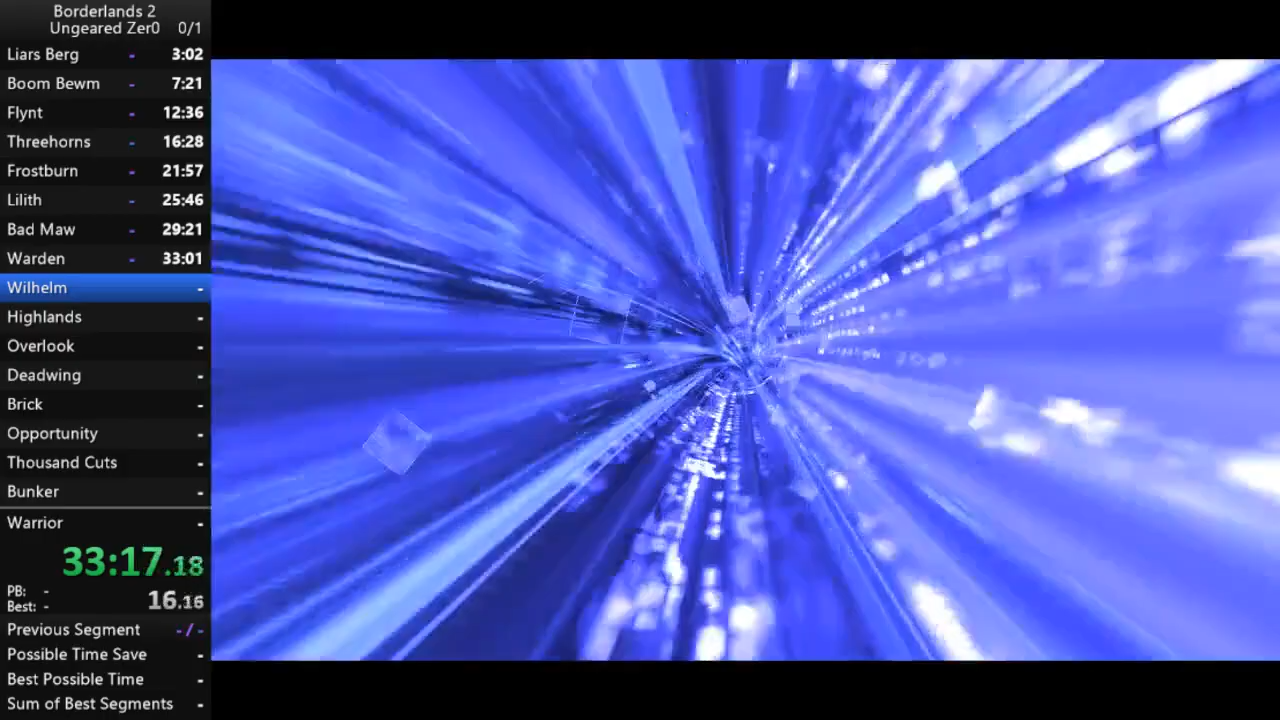 Borderlands 2
Ungeared Zer0 0/1
Liars Berg - 3:02
Boom Bewm - 7:21
Flynt - 12:36
Threehorns - 16:28
Frostburn - 21:57
Lilith - 25:46
Bad Maw - 29:21
Warden - 33:01
Wilhelm -
Highlands -
Overlook -
Deadwing -
Brick -
Opportunity -
Thousand Cuts -
Bunker -
Warrior -
33:17.18
PB: - 16.16
Best: -
Previous Segment - / -
Possible Time Save -
Best Possible Time -
Sum of Best Segments -